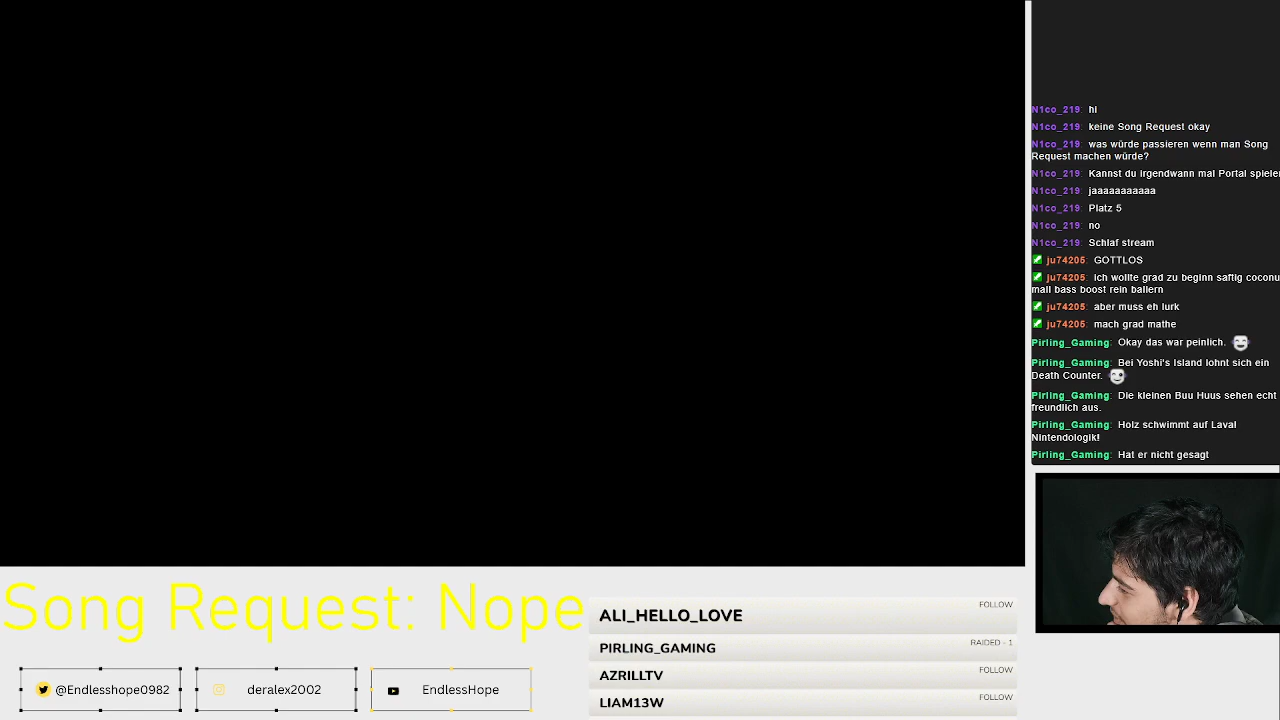 N1co_219: hi
N1co_219: keine Song Request okay
N1co_219: was würde passieren wenn man Song
Request machen würde?
N1co_219: Kannst du irgendwann mal Portal spielen
N1co_219: jaaaaaaaaaaa
N1co_219: Platz 5
N1co_219: no
N1co_219: Schlaf stream
ju74205: GOTTLOS
ju74205: ich wollte grad zu beginn saftig coconu
mall bass boost rein ballern
ju74205: aber muss eh lurk
ju74205: mach grad mathe
Pirling_Gaming: Okay das war peinlich.
Pirling_Gaming: Bei Yoshi's Island lohnt sich ein
Death Counter.
Pirling_Gaming: Die kleinen Buu Huus sehen echt
freundlich aus.
Pirling_Gaming: Holz schwimmt auf Lava!
Nintendologik!
Pirling_Gaming: Hat er nicht gesagt
Song Request: Nope
ALI_HELLO_LOVE FOLLOW
PIRLING_GAMING RAIDED - 1
AZRILLTV FOLLOW
LIAM13W FOLLOW
@Endlesshope0982
deralex2002
EndlessHope